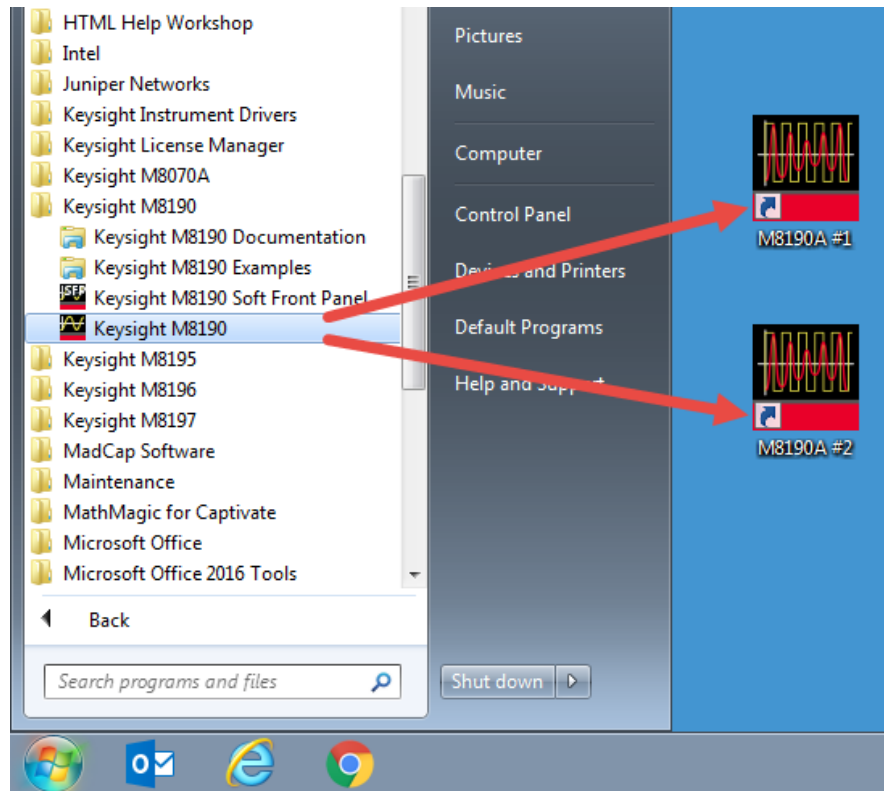 HTML Help Workshop
Intel
Juniper Networks
Keysight Instrument Drivers
Keysight License Manager
Keysight M8070A
Keysight M8190
Keysight M8190 Documentation
Keysight M8190 Examples
Keysight M8190 Soft Front Panel
Keysight M8190
Keysight M8195
Keysight M8196
Keysight M8197
MadCap Software
Maintenance
MathMagic for Captivate
Microsoft Office
Microsoft Office 2016 Tools
Back
Search programs and files
Pictures
Music
Computer
Control Panel
Devices and Printers
Default Programs
Help and Support
Shut down
M8190A #1
M8190A #2